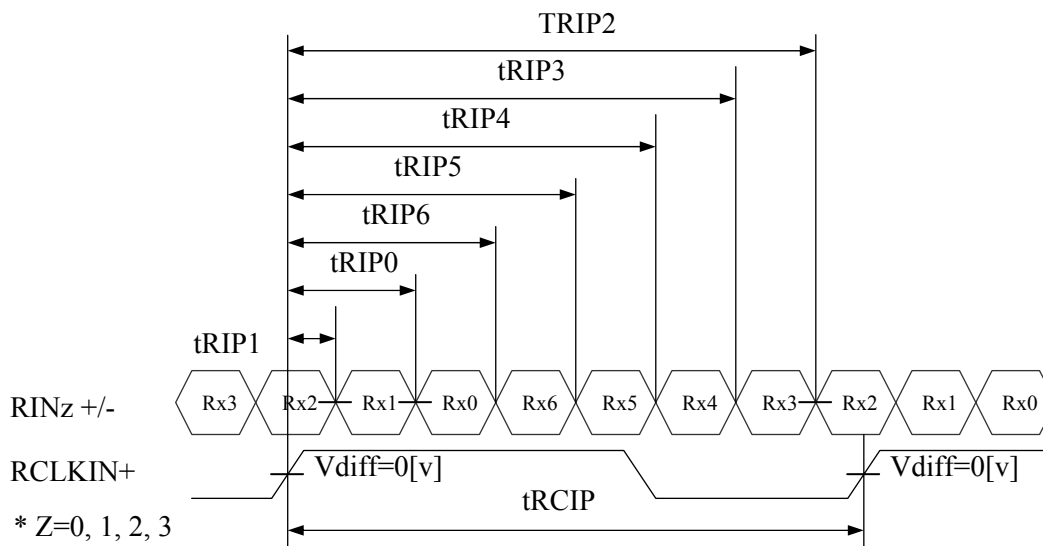 TRIP2
tRIP3
tRIP4
tRIP5
tRIP6
tRIP0
tRIP1
RINz +/- Rx3 Rx2 Rx1 Rx0 Rx6 Rx5 Rx4 Rx3 Rx2 Rx1 Rx0
RCLKIN+ Vdiff=0[v] Vdiff=0[v]
tRCIP
* Z=0, 1, 2, 3